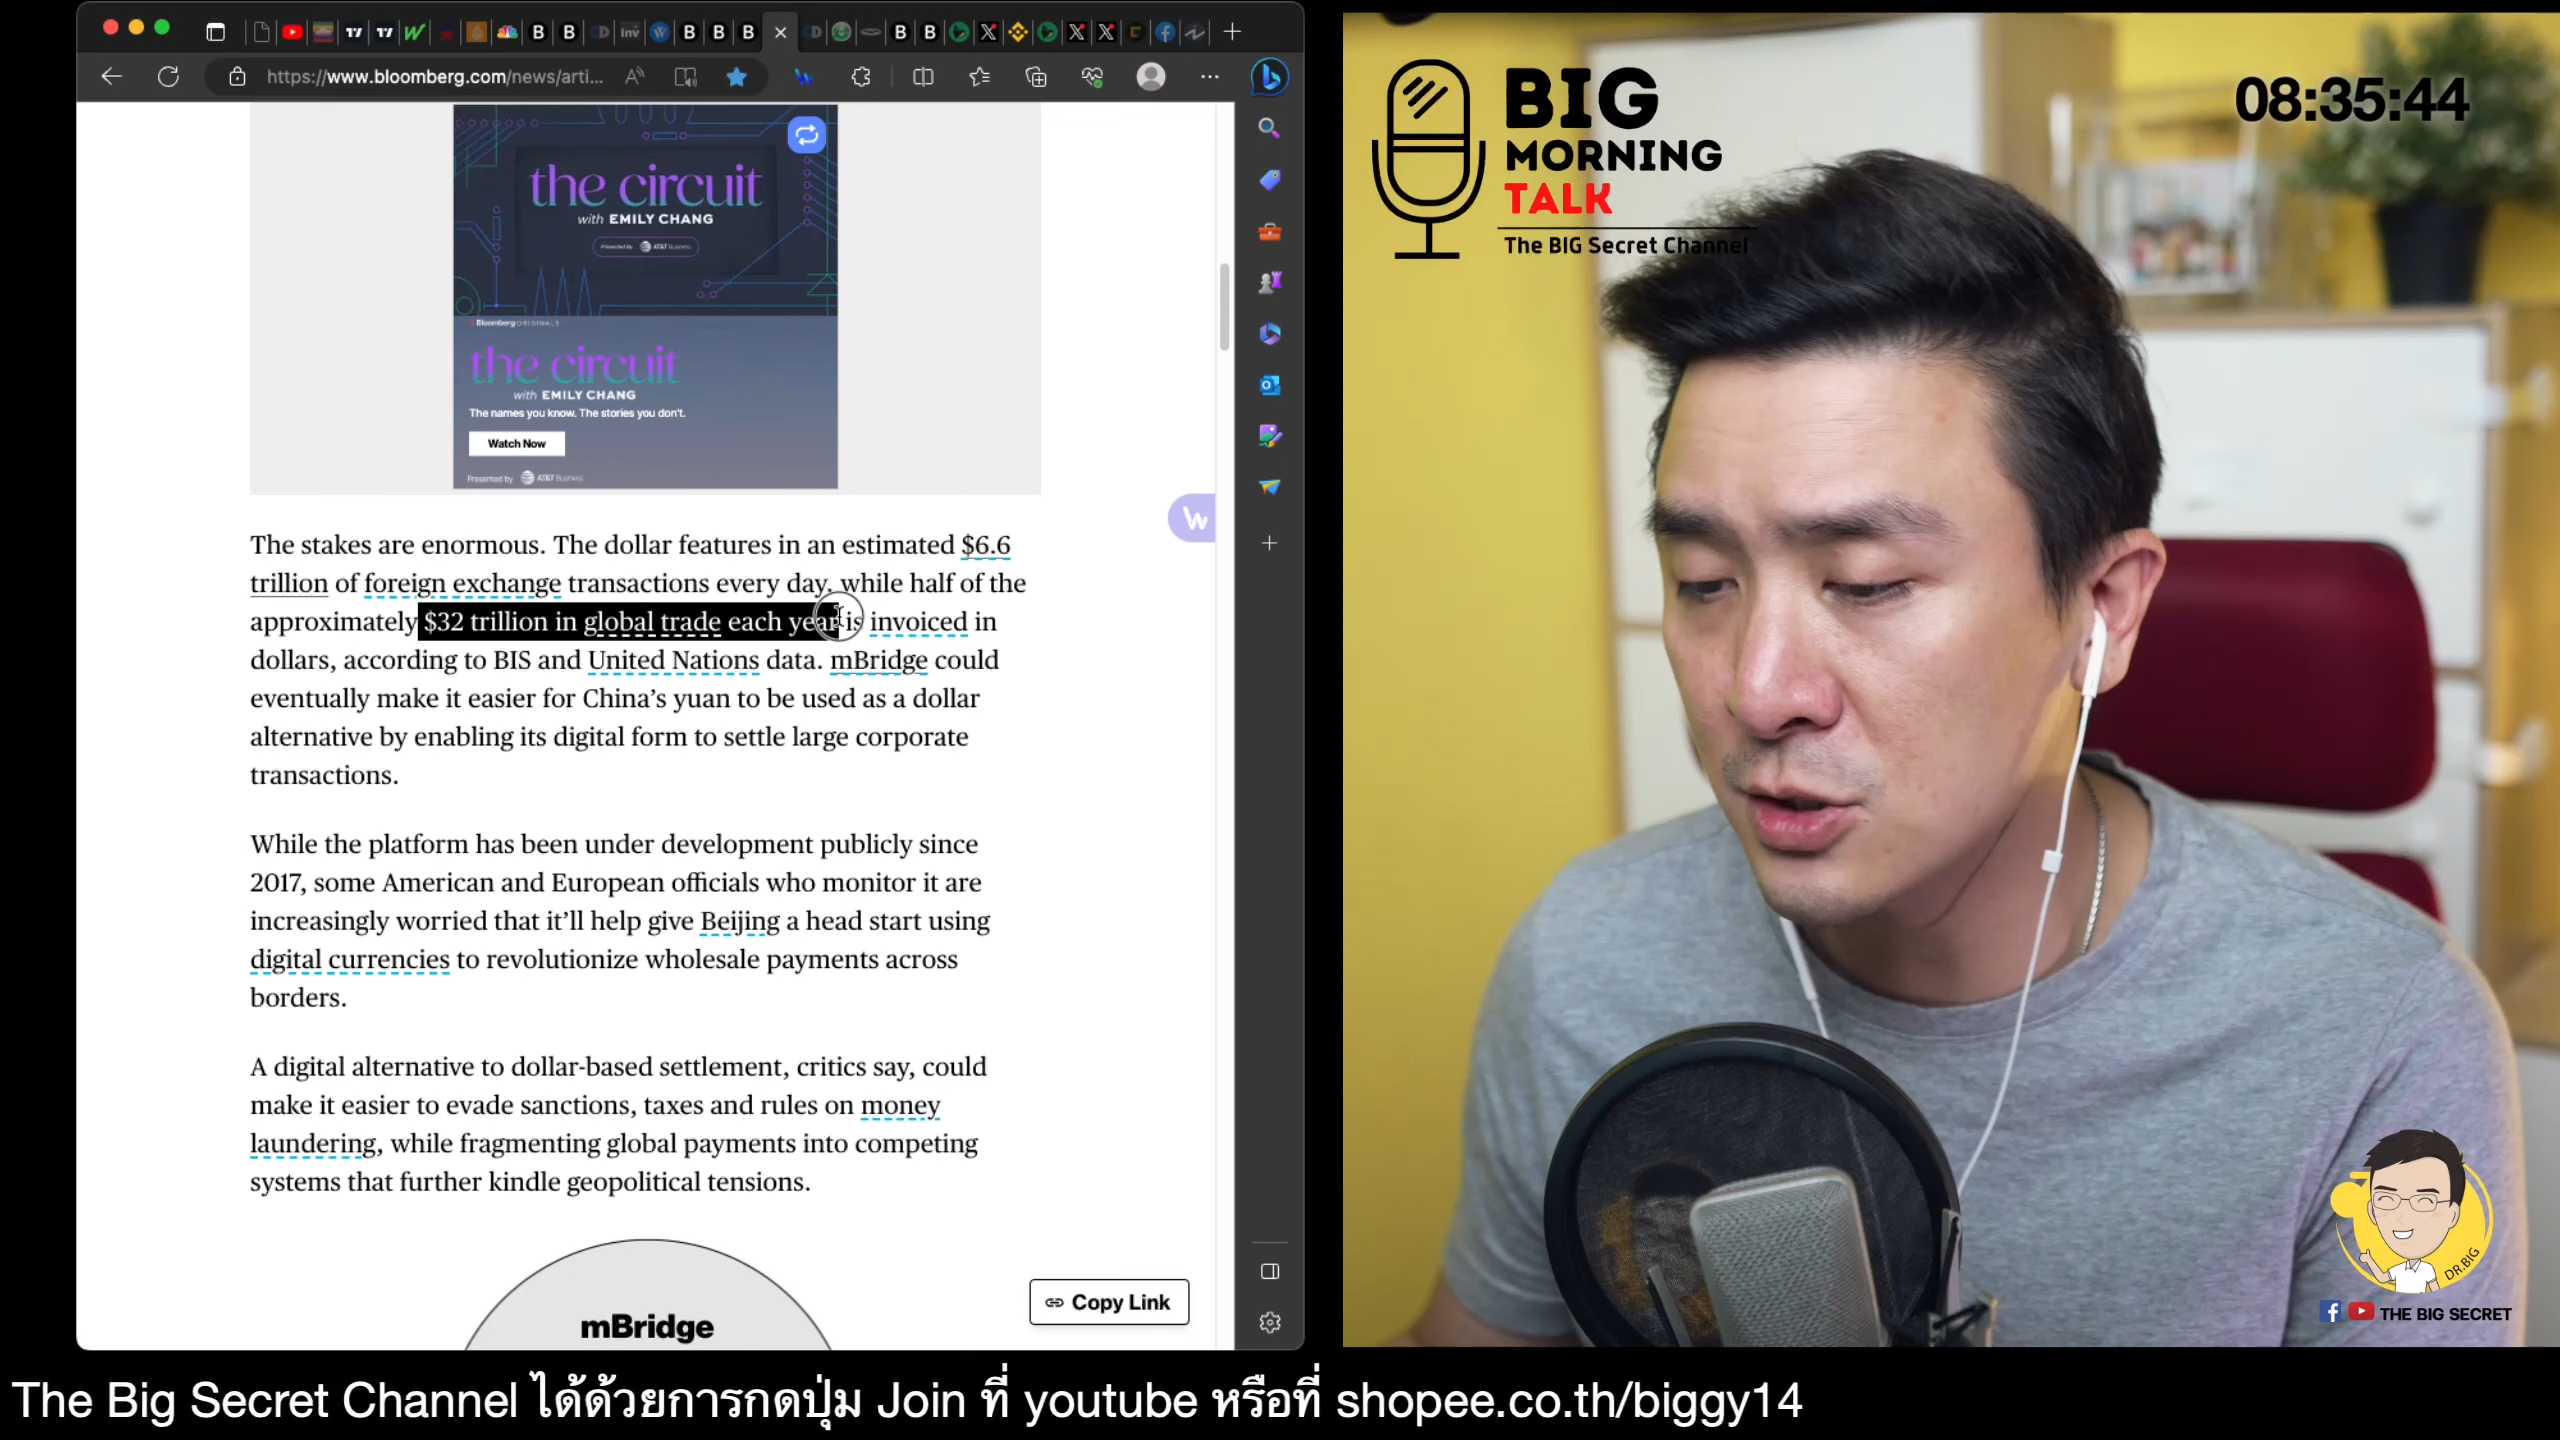 https://www.bloomberg.com/news/arti...
the circuit
with EMILY CHANG
Presented by AT&T Business
Bloomberg ORIGINALS
the circuit
with EMILY CHANG
The names you know. The stories you don't.
Watch Now
Presented by AT&T Business
The stakes are enormous. The dollar features in an estimated $6.6
trillion of foreign exchange transactions every day, while half of the
approximately $32 trillion in global trade each year is invoiced in
dollars, according to BIS and United Nations data. mBridge could
eventually make it easier for China's yuan to be used as a dollar
alternative by enabling its digital form to settle large corporate
transactions.
While the platform has been under development publicly since
2017, some American and European officials who monitor it are
increasingly worried that it'll help give Beijing a head start using
digital currencies to revolutionize wholesale payments across
borders.
A digital alternative to dollar-based settlement, critics say, could
make it easier to evade sanctions, taxes and rules on money
laundering, while fragmenting global payments into competing
systems that further kindle geopolitical tensions.
Copy Link
mBridge
BIG
MORNING
TALK
The BIG Secret Channel
08:35:44
DR.BIG
THE BIG SECRET
The Big Secret Channel ได้ด้วยการกดปุ่ม Join ที่ youtube หรือที่ shopee.co.th/biggy14